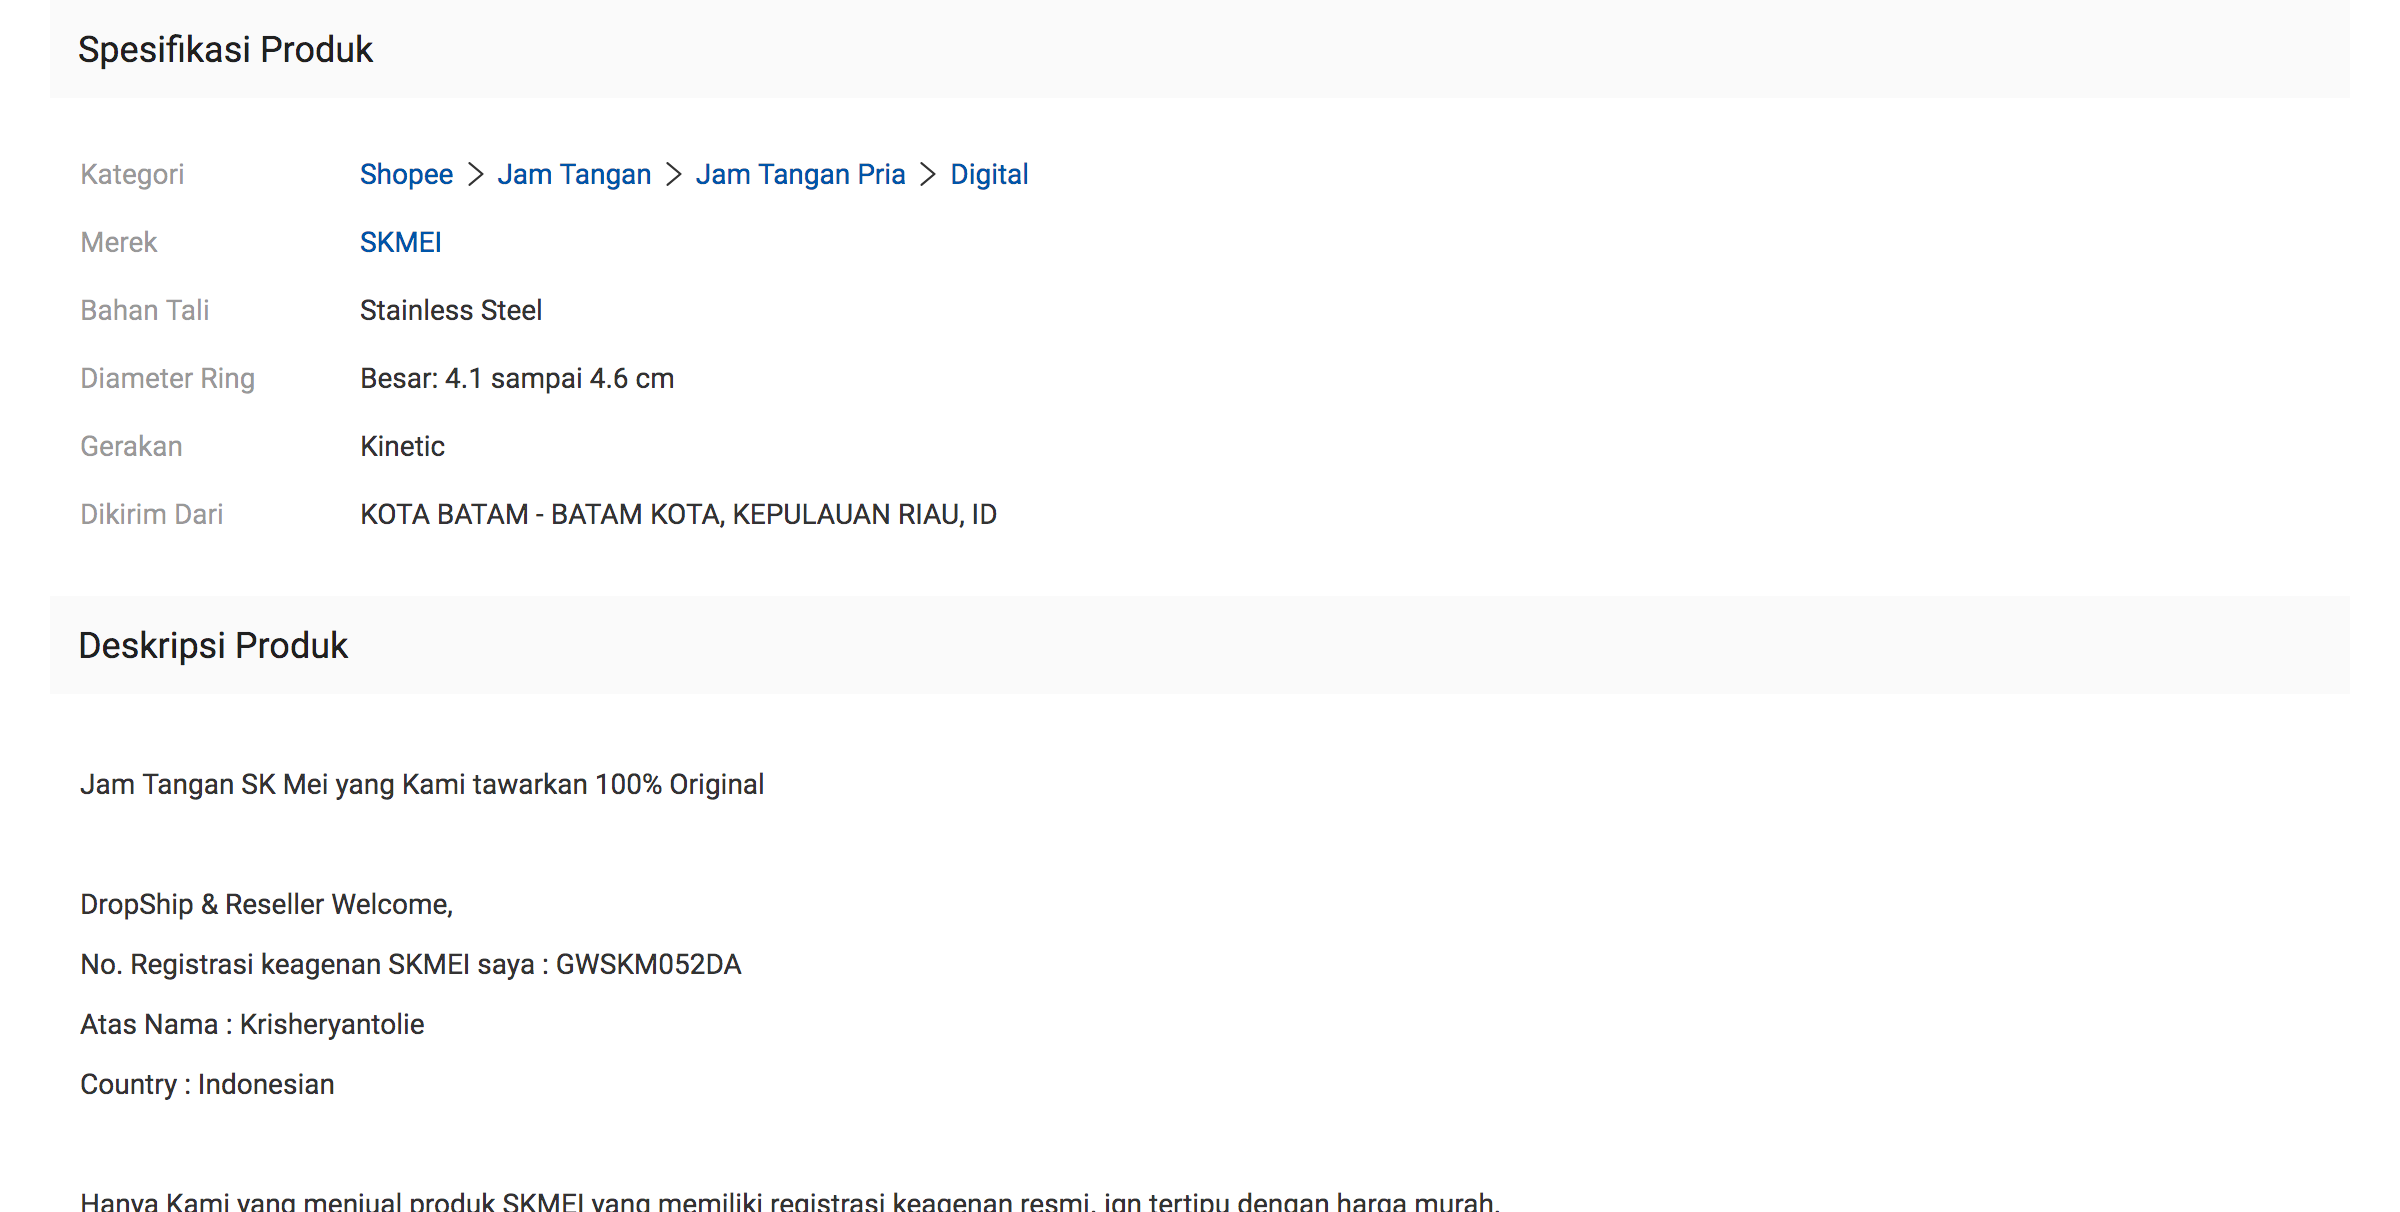 Spesifikasi Produk
Kategori Shopee > Jam Tangan > Jam Tangan Pria > Digital
Merek SKMEI
Bahan Tali Stainless Steel
Diameter Ring Besar: 4.1 sampai 4.6 cm
Gerakan Kinetic
Dikirim Dari KOTA BATAM - BATAM KOTA, KEPULAUAN RIAU, ID
Deskripsi Produk
Jam Tangan SK Mei yang Kami tawarkan 100% Original
DropShip & Reseller Welcome,
No. Registrasi keagenan SKMEI saya : GWSKM052DA
Atas Nama : Krisheryantolie
Country : Indonesian
Hanya Kami yang menjual produk SKMEI yang memiliki registrasi keagenan resmi, jgn tertipu dengan harga murah.